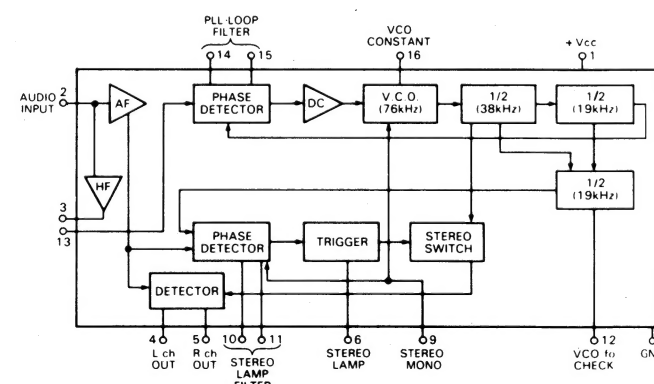 PLL·LOOP
FILTER
14
15
VCO
CONSTANT
16
+Vcc
1
AUDIO
INPUT
2
AF
PHASE
DETECTOR
DC
V.C.O.
(76kHz)
1/2
(38kHz)
1/2
(19kHz)
HF
1/2
(19kHz)
3
13
PHASE
DETECTOR
TRIGGER
STEREO
SWITCH
DETECTOR
4
5
10
11
6
9
12
L ch
OUT
R ch
OUT
STEREO
LAMP
FILTER
STEREO
LAMP
STEREO
MONO
VCO fo
CHECK